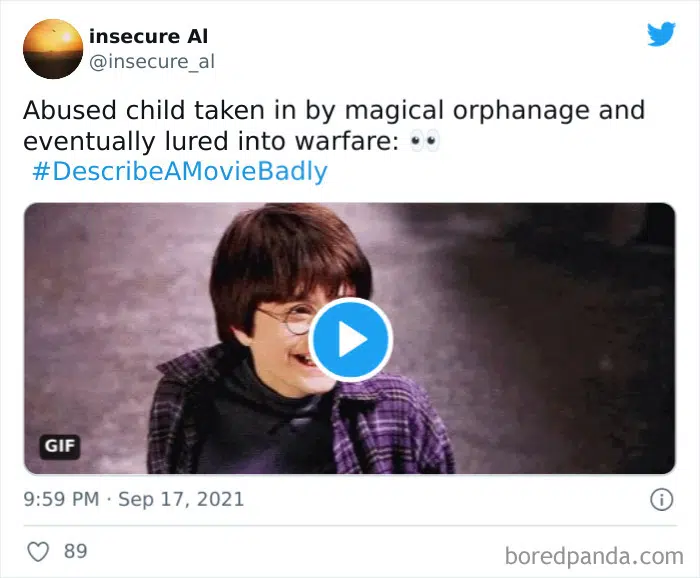 insecure Al
@insecure_al
Abused child taken in by magical orphanage and
eventually lured into warfare: 👀
#DescribeAMovieBadly
GIF
9:59 PM · Sep 17, 2021
89
boredpanda.com